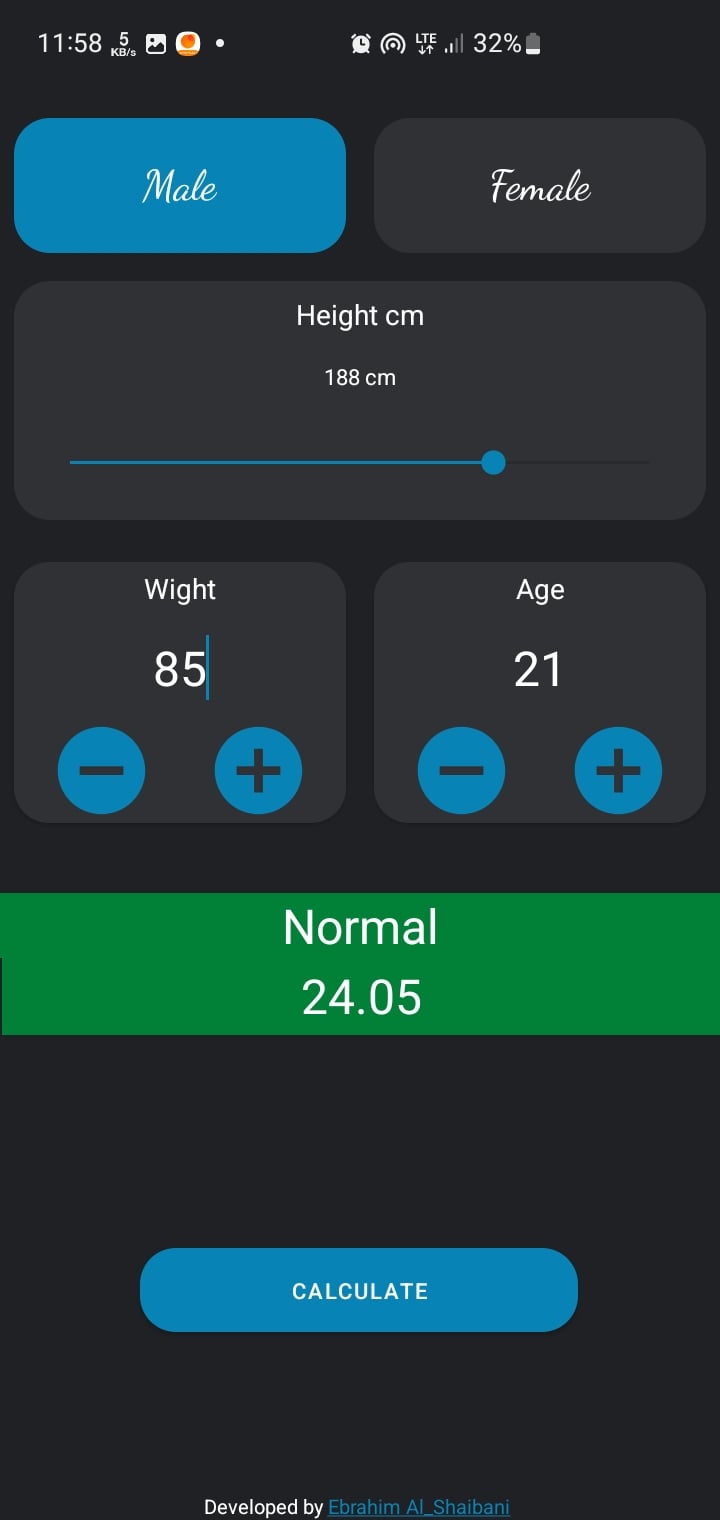 11:58 5 KB/s LTE 32%
Male Female
Height cm
188 cm
Wight Age
85 21
Normal
24.05
CALCULATE
Developed by Ebrahim Al_Shaibani